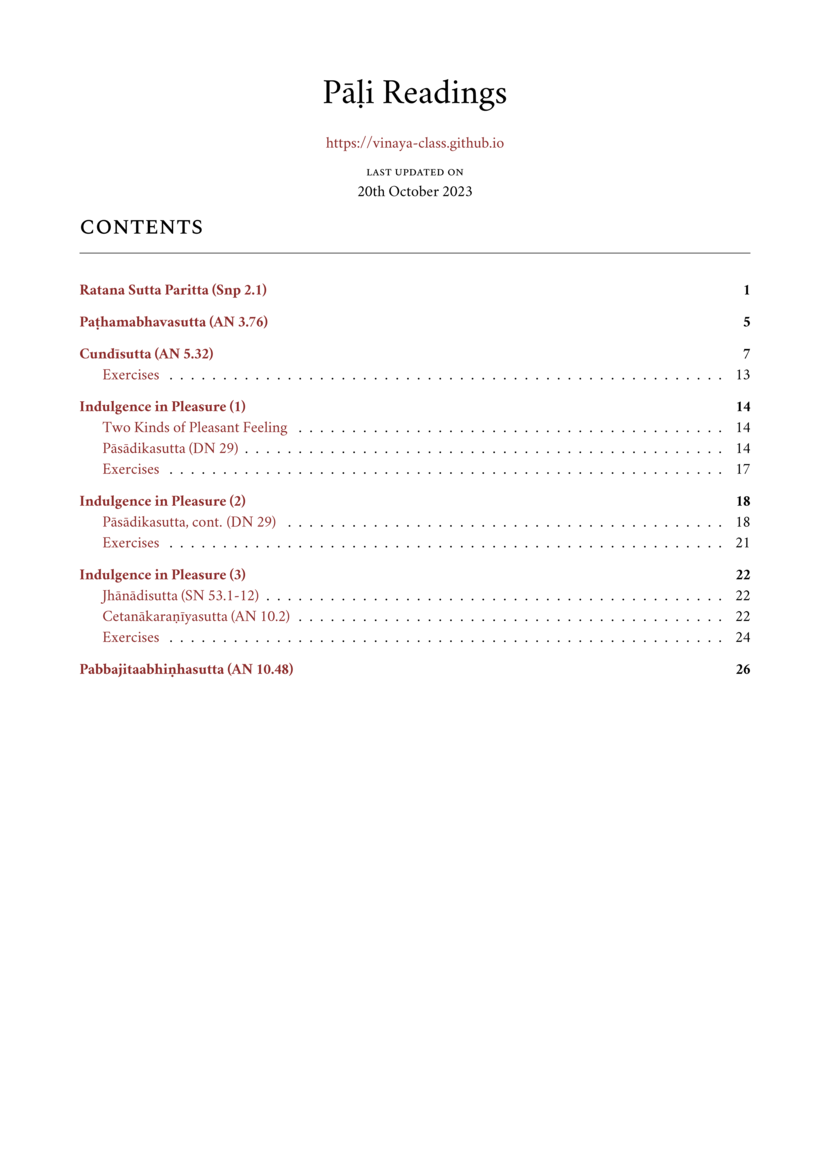 Pāḷi Readings
https://vinaya-class.github.io
LAST UPDATED ON
20th October 2023
CONTENTS
Ratana Sutta Paritta (Snp 2.1) 1
Paṭhamabhavasutta (AN 3.76) 5
Cundīsutta (AN 5.32) 7
Exercises . . . . . . . . . . . . . . . . . . . . . . . . . . . . . . . . . . . . . . . . . . . . . . . . . . . . 13
Indulgence in Pleasure (1) 14
Two Kinds of Pleasant Feeling . . . . . . . . . . . . . . . . . . . . . . . . . . . . . . . . . . . . . . . . 14
Pāsādikasutta (DN 29) . . . . . . . . . . . . . . . . . . . . . . . . . . . . . . . . . . . . . . . . . . . . . 14
Exercises . . . . . . . . . . . . . . . . . . . . . . . . . . . . . . . . . . . . . . . . . . . . . . . . . . . . 17
Indulgence in Pleasure (2) 18
Pāsādikasutta, cont. (DN 29) . . . . . . . . . . . . . . . . . . . . . . . . . . . . . . . . . . . . . . . . . 18
Exercises . . . . . . . . . . . . . . . . . . . . . . . . . . . . . . . . . . . . . . . . . . . . . . . . . . . . 21
Indulgence in Pleasure (3) 22
Jhānādisutta (SN 53.1-12) . . . . . . . . . . . . . . . . . . . . . . . . . . . . . . . . . . . . . . . . . . . 22
Cetanākaraṇīyasutta (AN 10.2) . . . . . . . . . . . . . . . . . . . . . . . . . . . . . . . . . . . . . . . . 22
Exercises . . . . . . . . . . . . . . . . . . . . . . . . . . . . . . . . . . . . . . . . . . . . . . . . . . . . 24
Pabbajitaabhiṇhasutta (AN 10.48) 26